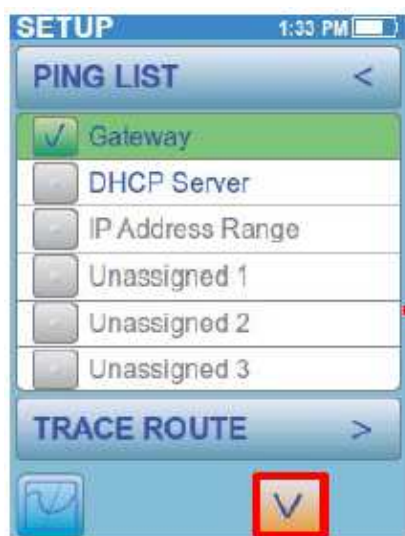 SETUP 1:33 PM
PING LIST <
Gateway
DHCP Server
IP Address Range
Unassigned 1
Unassigned 2
Unassigned 3
TRACE ROUTE >